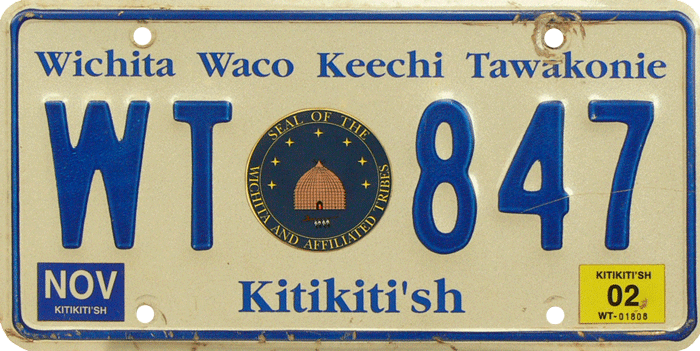 Wichita Waco Keechi Tawakonie
WT 847
SEAL OF THE
WICHITA AND AFFILIATED TRIBES
NOV
KITIKITI'SH
Kitikiti'sh
KITIKITI'SH
02
WT-01808